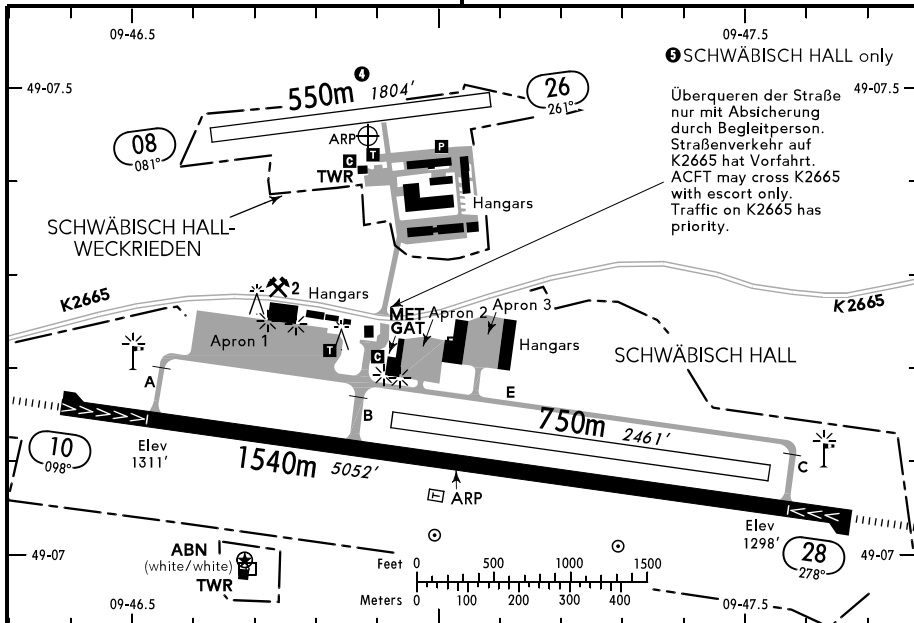 09-46.5
09-47.5
❺ SCHWÄBISCH HALL only
49-07.5
550m ❹ 1804'
26
261°
49-07.5
Überqueren der Straße
nur mit Absicherung
durch Begleitperson.
Straßenverkehr auf
K2665 hat Vorfahrt.
ACFT may cross K2665
with escort only.
Traffic on K2665 has
priority.
08
081°
ARP
C
T
P
TWR
Hangars
SCHWÄBISCH HALL-
WECKRIEDEN
K2665
2
Hangars
MET
GAT
Apron 2
Apron 3
K2665
Apron 1
T
C
Hangars
SCHWÄBISCH HALL
A
B
E
C
750m 2461'
10
098°
Elev
1311'
1540m 5052'
T
ARP
Elev
1298'
28
278°
49-07
49-07
ABN
(white/white)
TWR
Feet 0 500 1000 1500
Meters 0 100 200 300 400
09-46.5
09-47.5